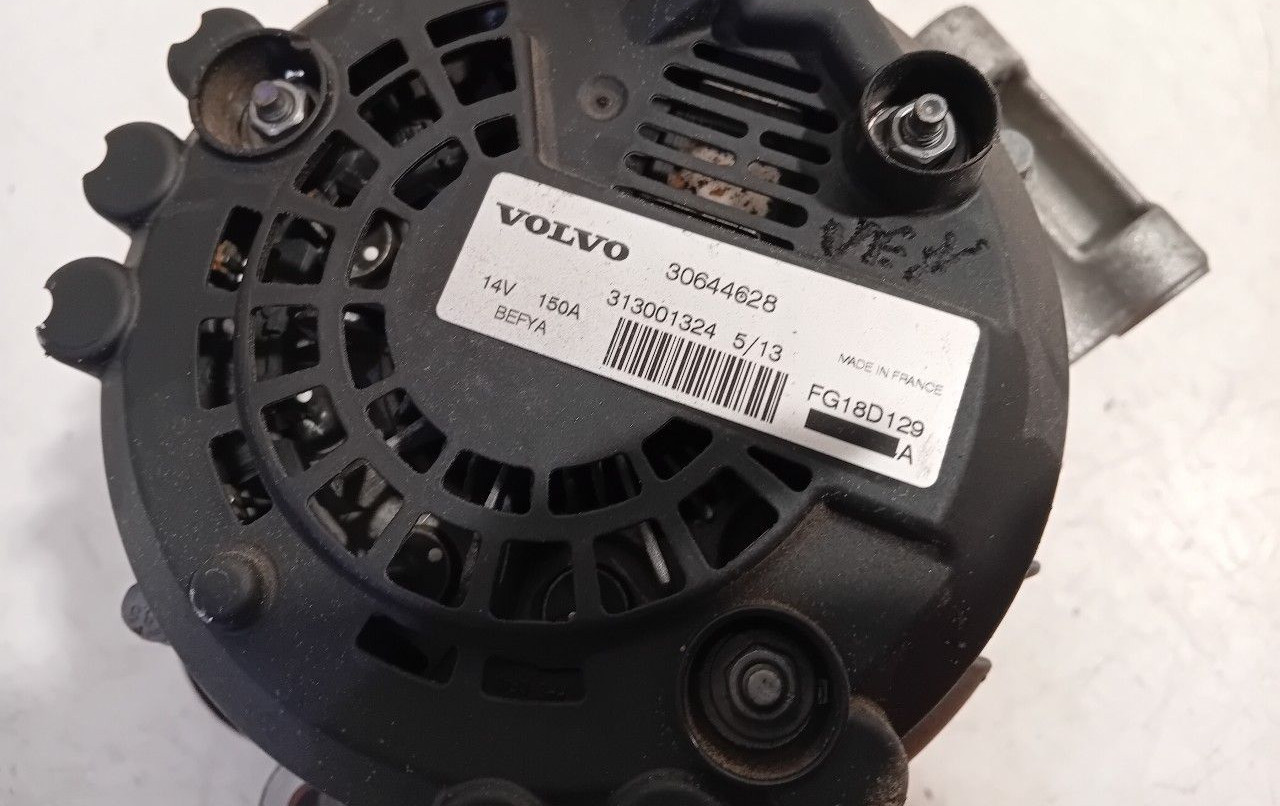 VOLVO 30644628
14V 150A 313001324 5/13
BEFYA
MADE IN FRANCE
FG18D129
A